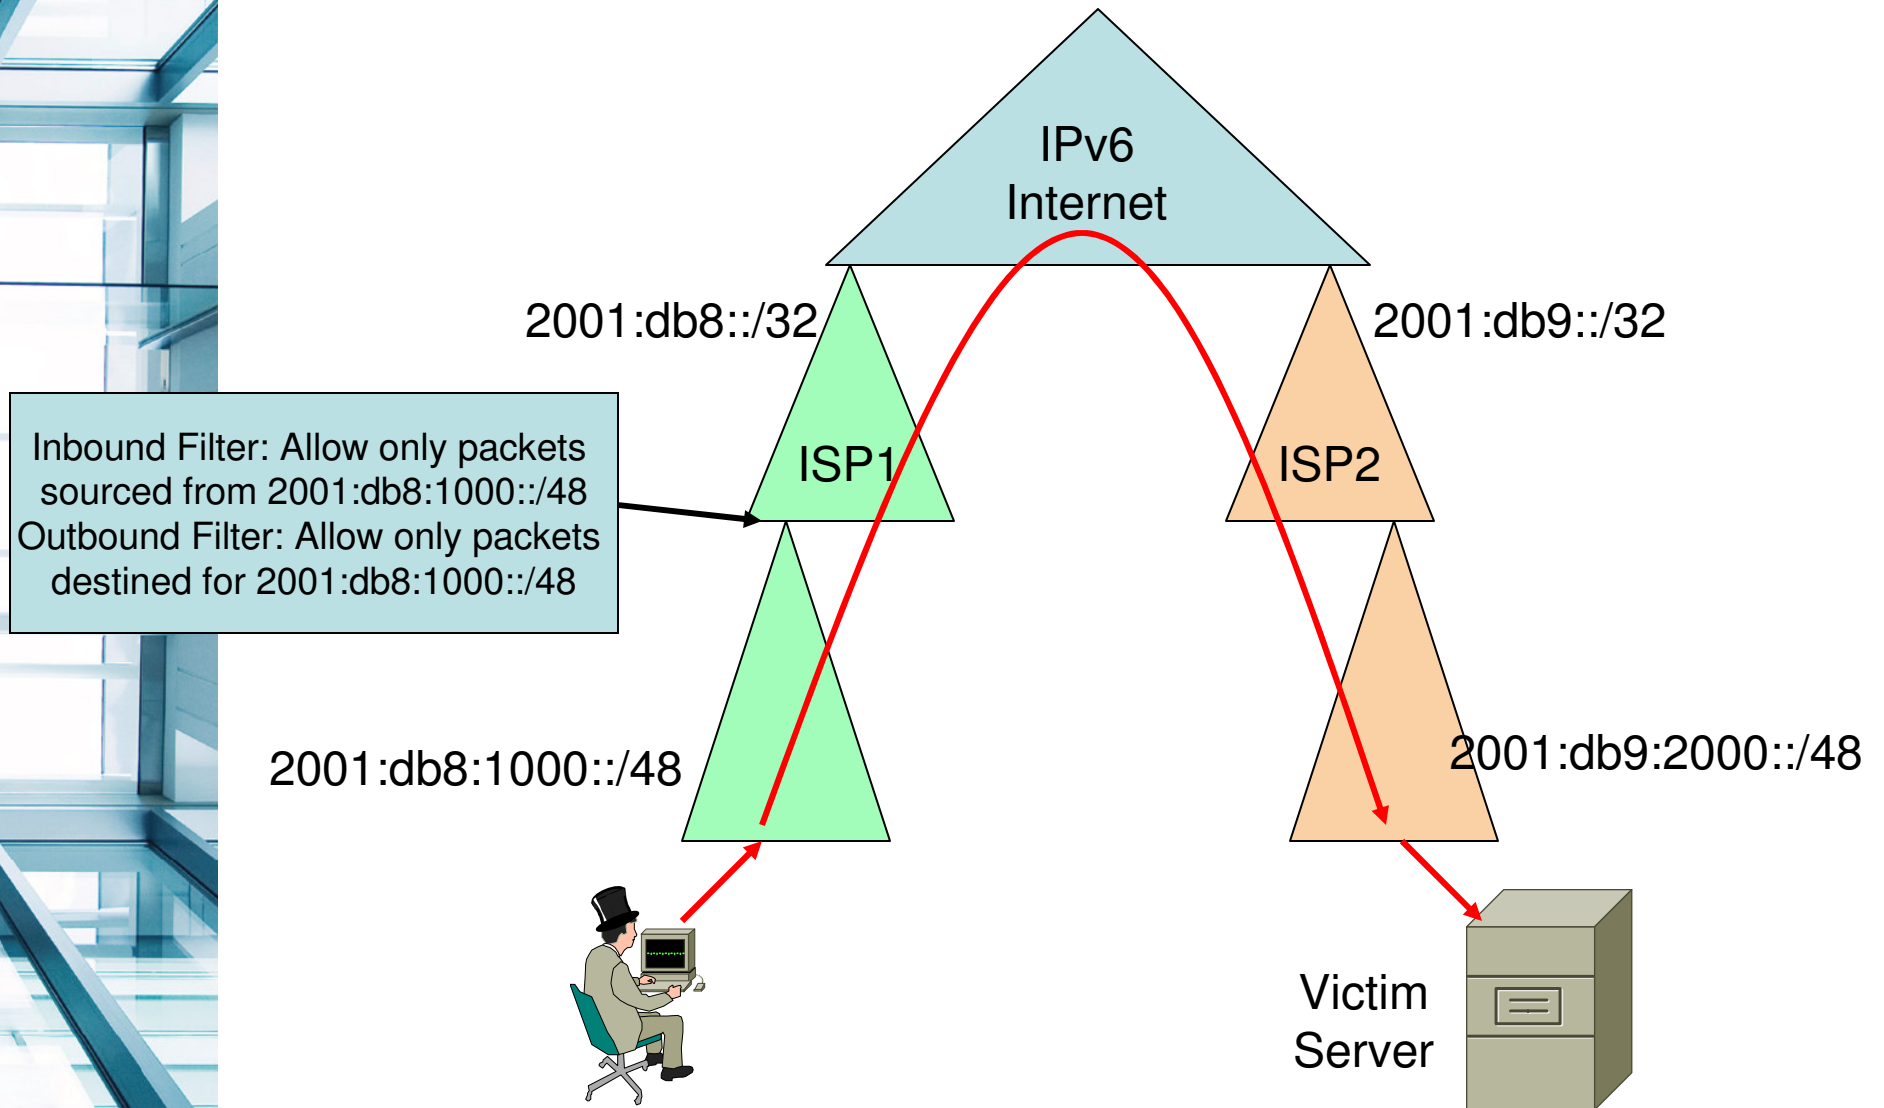 IPv6
Internet
2001:db8::/32
2001:db9::/32
Inbound Filter: Allow only packets
sourced from 2001:db8:1000::/48
Outbound Filter: Allow only packets
destined for 2001:db8:1000::/48
ISP1
ISP2
2001:db8:1000::/48
2001:db9:2000::/48
Victim
Server